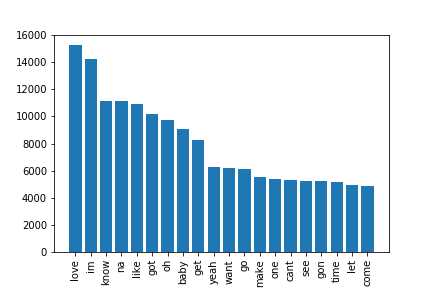 16000
14000
12000
10000
8000
6000
4000
2000
0
love
im
know
na
like
got
oh
baby
get
yeah
want
go
make
one
cant
see
gon
time
let
come